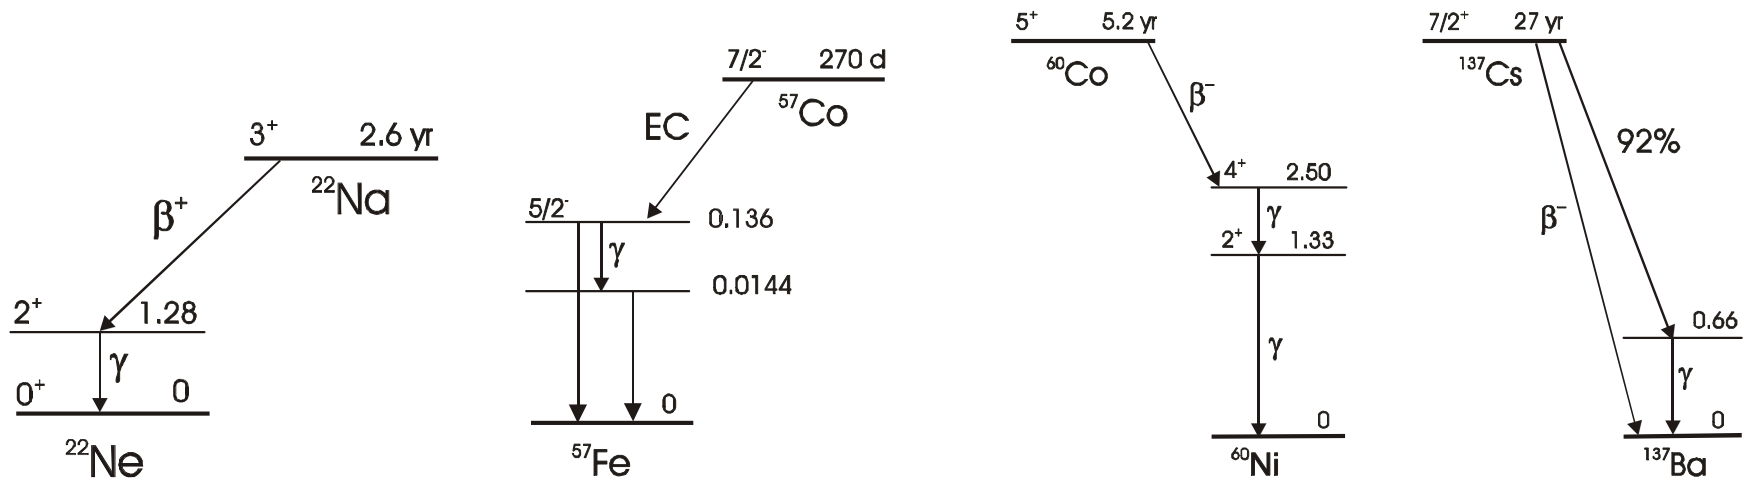 3⁺ 2.6 yr
²²Na
β⁺
2⁺ 1.28
γ
0⁺ 0
²²Ne
7/2⁻ 270 d
⁵⁷Co
EC
5/2⁻ 0.136
γ
0.0144
0
⁵⁷Fe
5⁺ 5.2 yr
⁶⁰Co
β⁻
4⁺ 2.50
γ
2⁺ 1.33
γ
0
⁶⁰Ni
7/2⁺ 27 yr
¹³⁷Cs
92%
β⁻
0.66
γ
0
¹³⁷Ba